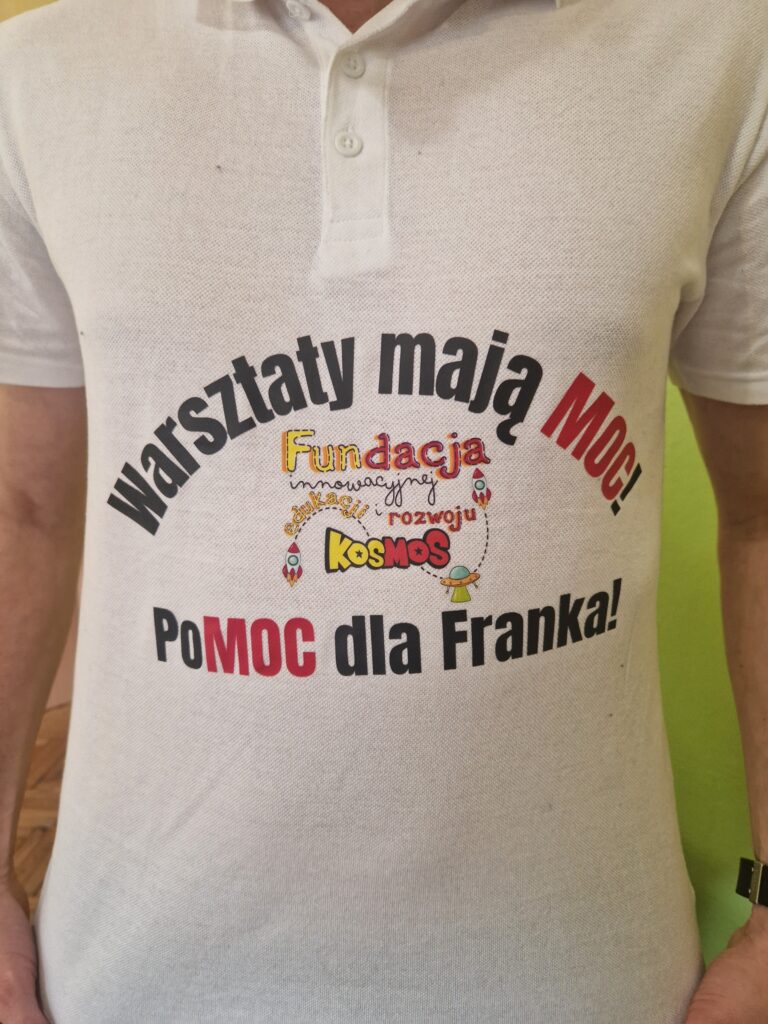 Warsztaty mają Moc!
Fundacja
innowacyjnej
edukacji i rozwoju
KOSMOS
PoMOC dla Franka!